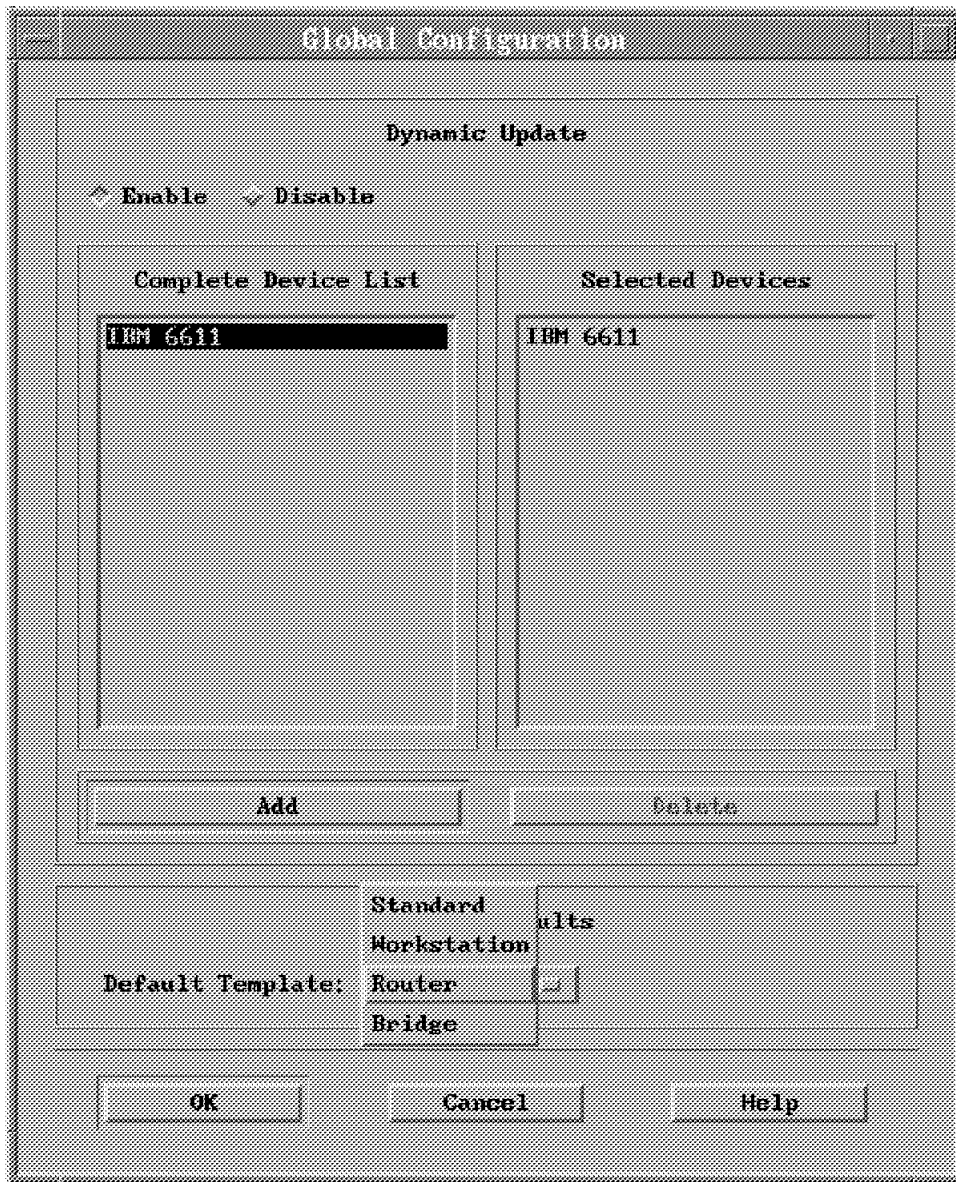 Global Configuration
Dynamic Update
Enable Disable
Complete Device List
Selected Devices
IBM 6611
IBM 6611
Add
Delete
Standard
ults
Workstation
Default Template: Router
Bridge
OK
Cancel
Help